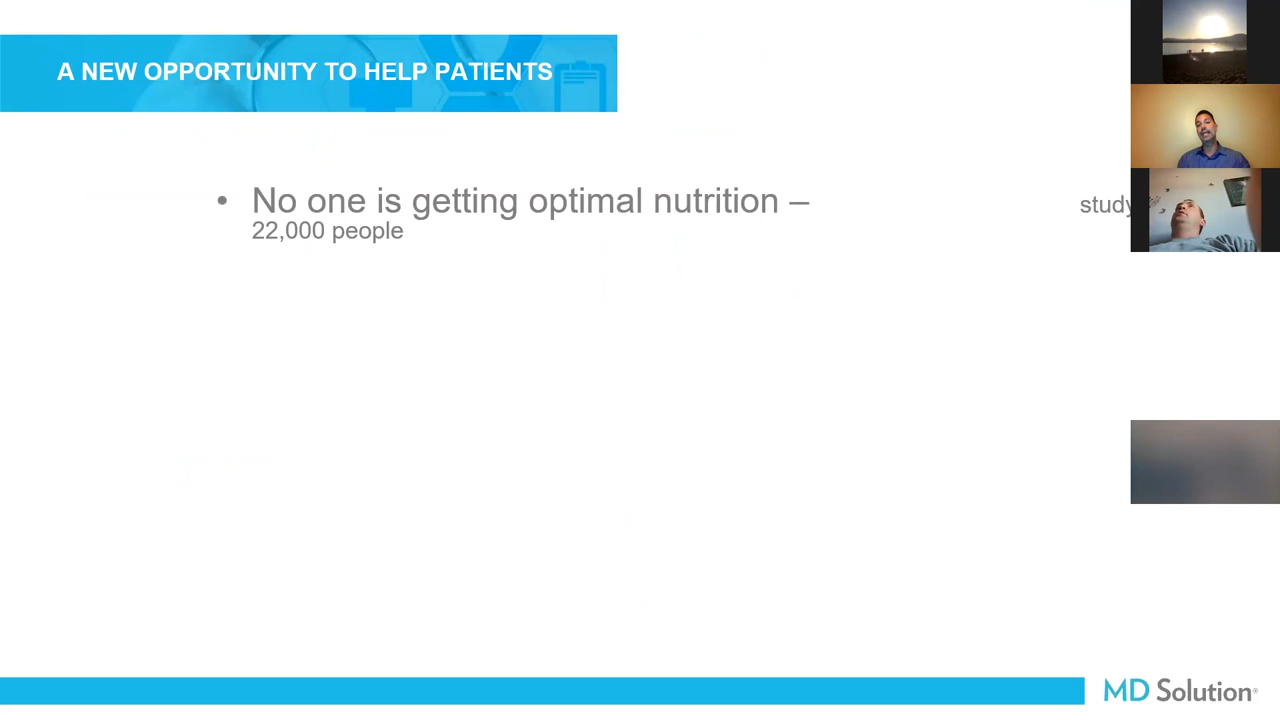 A NEW OPPORTUNITY TO HELP PATIENTS
• No one is getting optimal nutrition – study
22,000 people
MD Solution®